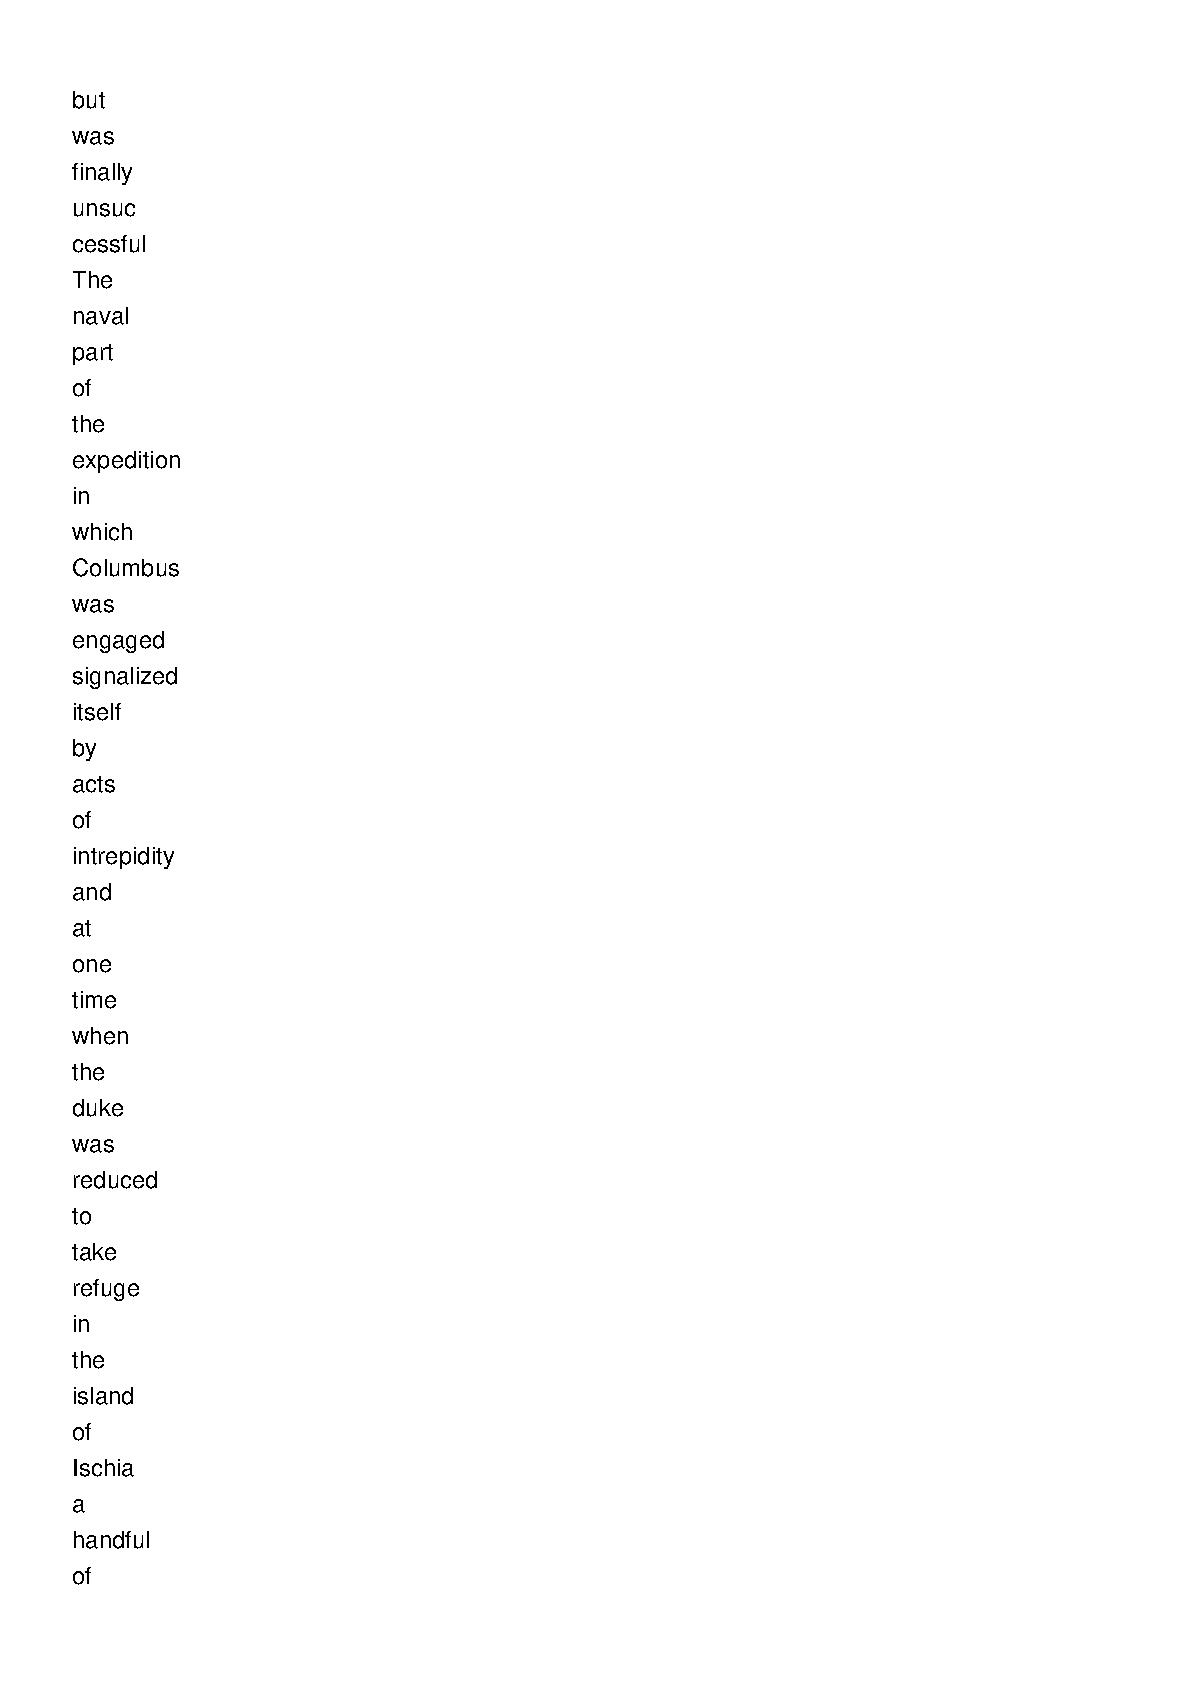 but
was
finally
unsuc
cessful
The
naval
part
of
the
expedition
in
which
Columbus
was
engaged
signalized
itself
by
acts
of
intrepidity
and
at
one
time
when
the
duke
was
reduced
to
take
refuge
in
the
island
of
Ischia
a
handful
of